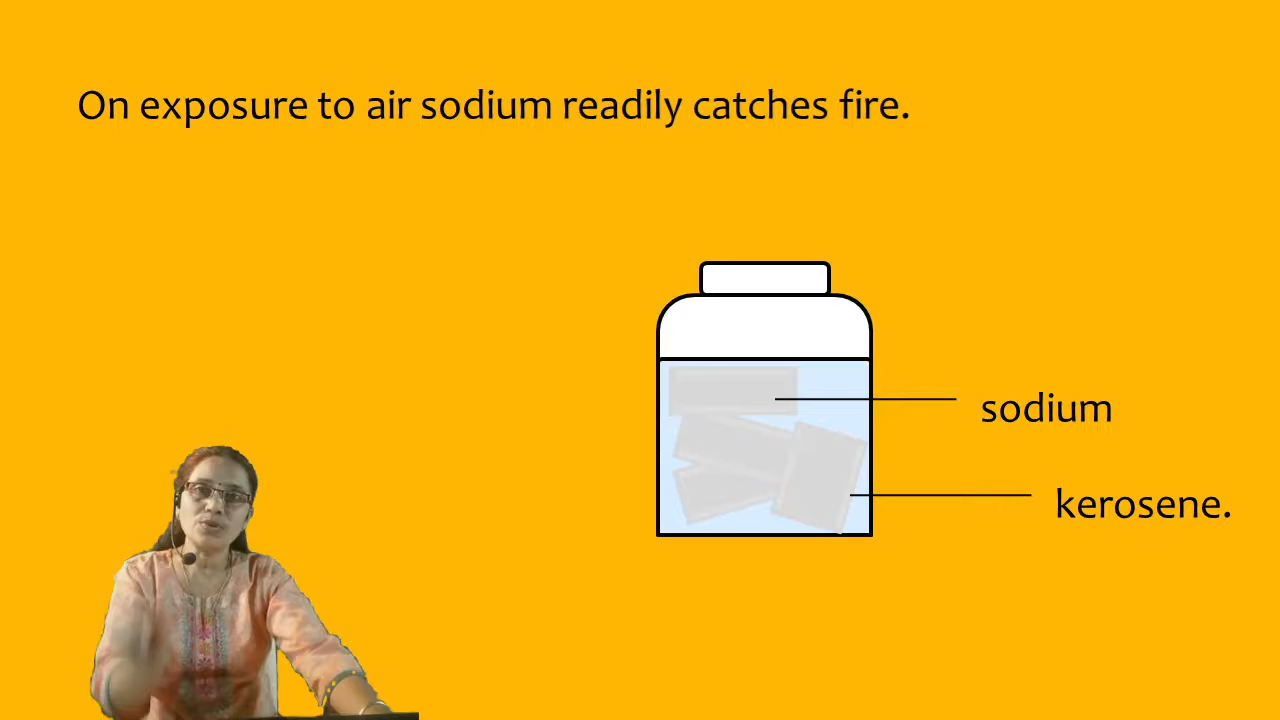 On exposure to air sodium readily catches fire.
sodium
kerosene.